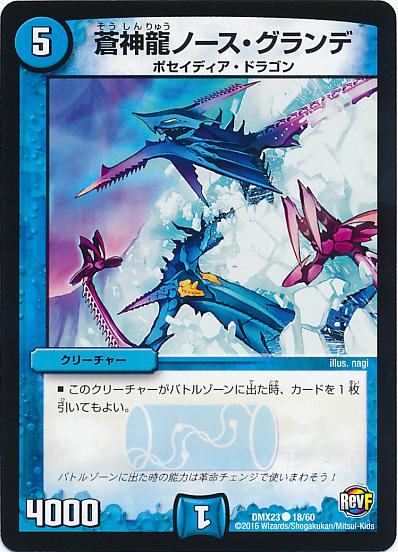 5
そうしんりゅう
蒼神龍ノース・グランデ
ポセイディア・ドラゴン
クリーチャー
illus. nagi
■このクリーチャーがバトルゾーンに出た時、カードを1枚
引いてもよい。
バトルゾーンに出た時の能力は革命チェンジで使いまわそう!
4000
1
DMX23 ● 18/60
©2016 Wizards/Shogakukan/Mitsui-Kids
RevF